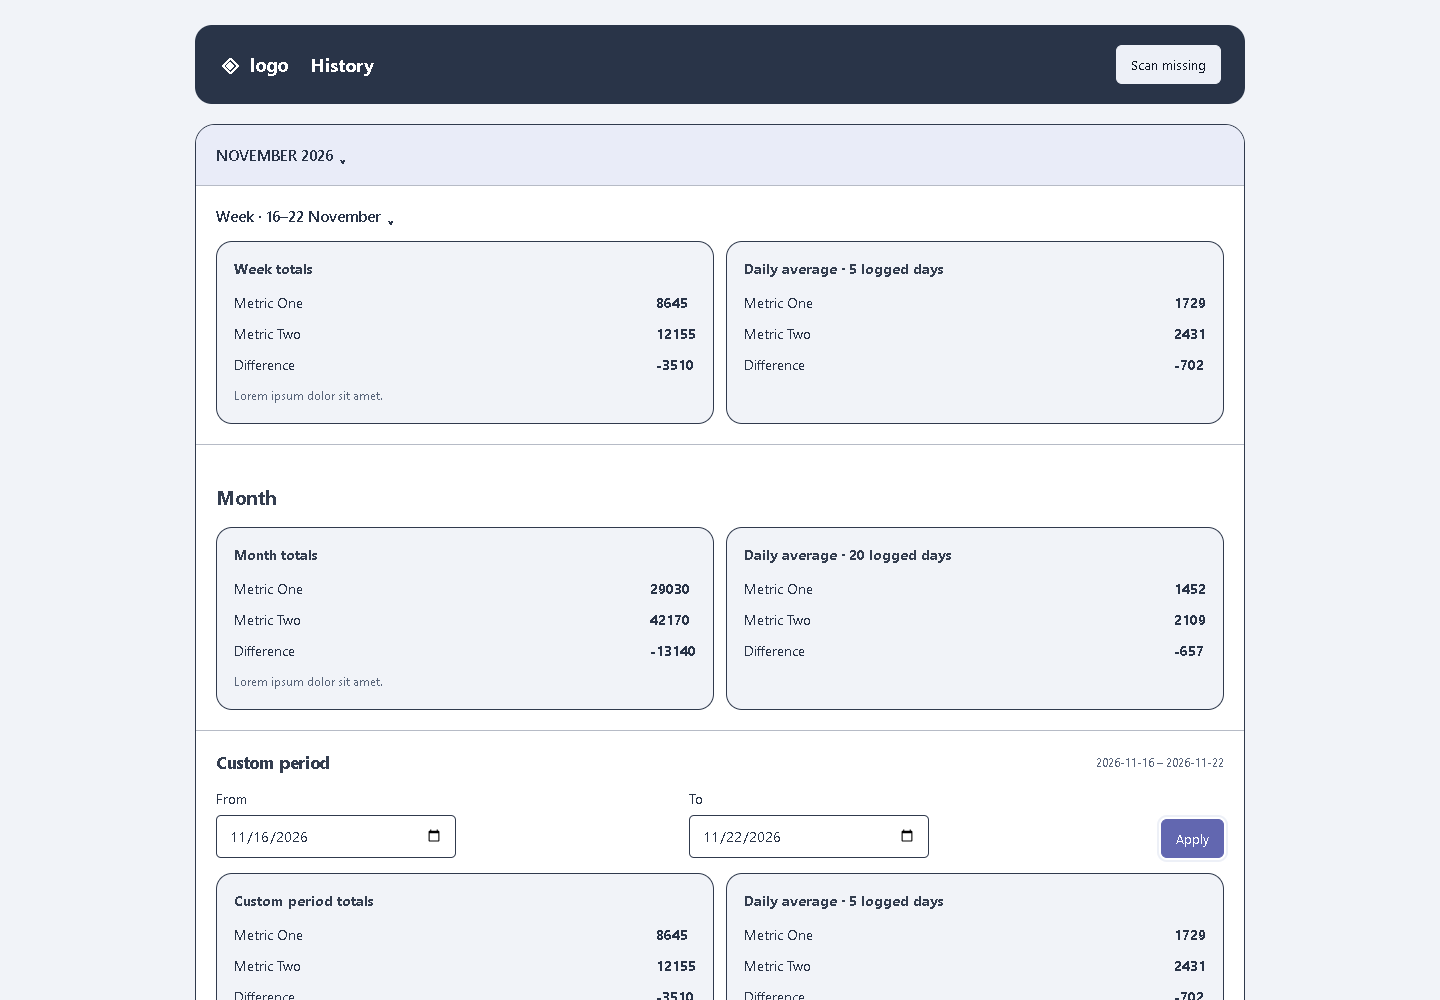 logo History Scan missing
NOVEMBER 2026
Week · 16–22 November
Week totals
Metric One 8645
Metric Two 12155
Difference -3510
Lorem ipsum dolor sit amet.
Daily average · 5 logged days
Metric One 1729
Metric Two 2431
Difference -702
Month
Month totals
Metric One 29030
Metric Two 42170
Difference -13140
Lorem ipsum dolor sit amet.
Daily average · 20 logged days
Metric One 1452
Metric Two 2109
Difference -657
Custom period 2026-11-16 – 2026-11-22
From To
11/16/2026 11/22/2026 Apply
Custom period totals
Metric One 8645
Metric Two 12155
Difference -3510
Daily average · 5 logged days
Metric One 1729
Metric Two 2431
Difference -702